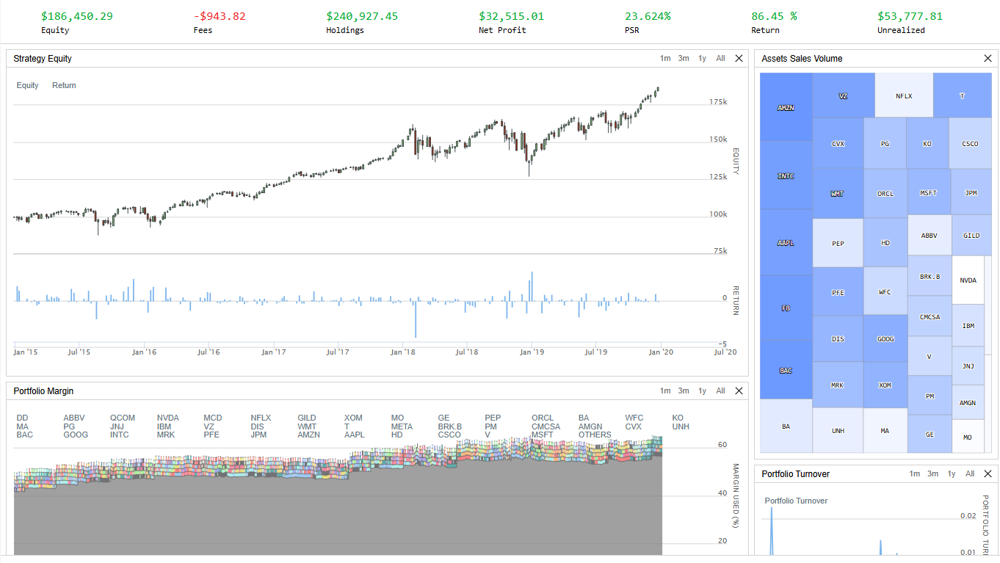 $186,450.29 -$943.82 $240,927.45 $32,515.01 23.624% 86.45 % $53,777.81
Equity Fees Holdings Net Profit PSR Return Unrealized
Strategy Equity 1m 3m 1y All
Equity Return
175k
150k
125k
100k
75k
EQUITY
0
-5
RETURN
Jan '15 Jul '15 Jan '16 Jul '16 Jan '17 Jul '17 Jan '18 Jul '18 Jan '19 Jul '19 Jan '20 Jul '20
Assets Sales Volume
AMZN VZ NFLX T
CVX PG KO CSCO
INTC WMT ORCL MSFT JPM
AAPL PEP HD ABBV GILD
FB PFE WFC BRK.B NVDA
CMCSA IBM
DIS GOOG V JNJ
BAC MRK XOM PM AMGN
BA UNH MA GE MO
Portfolio Margin 1m 3m 1y All
DD ABBV QCOM NVDA MCD NFLX GILD XOM MO GE PEP ORCL BA WFC KO
MA PG JNJ IBM VZ DIS WMT T META BRK.B PM CMCSA AMGN CVX UNH
BAC GOOG INTC MRK PFE JPM AMZN AAPL HD CSCO V MSFT OTHERS
60
40
20
MARGIN USED (%)
Portfolio Turnover 1m 3m 1y All
Portfolio Turnover
0.02
0.01